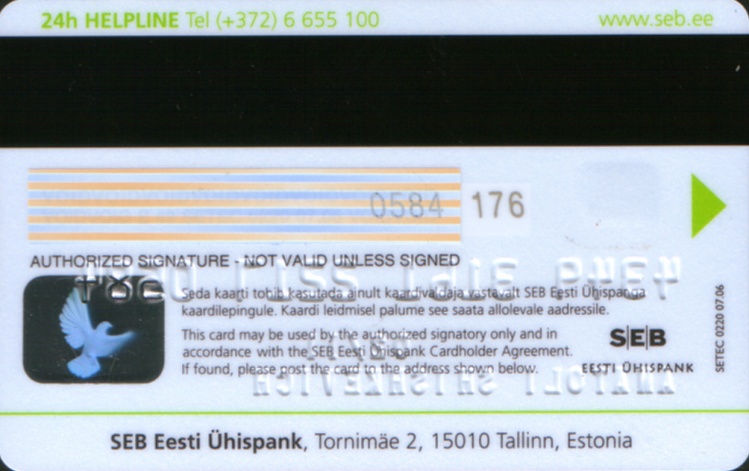 24h HELPLINE Tel (+372) 6 655 100
www.seb.ee
0584 176
AUTHORIZED SIGNATURE - NOT VALID UNLESS SIGNED
Seda kaarti tohib kasutada ainult kaardivaldaja vastavalt SEB Eesti Ühispanga
kaardilepingule. Kaardi leidmisel palume see saata allolevale aadressile.
This card may be used by the authorized signatory only and in
accordance with the SEB Eesti Ühispank Cardholder Agreement.
If found, please post the card to the address shown below.
SEB
EESTI ÜHISPANK
SETEC 0220 07.06
SEB Eesti Ühispank, Tornimäe 2, 15010 Tallinn, Estonia